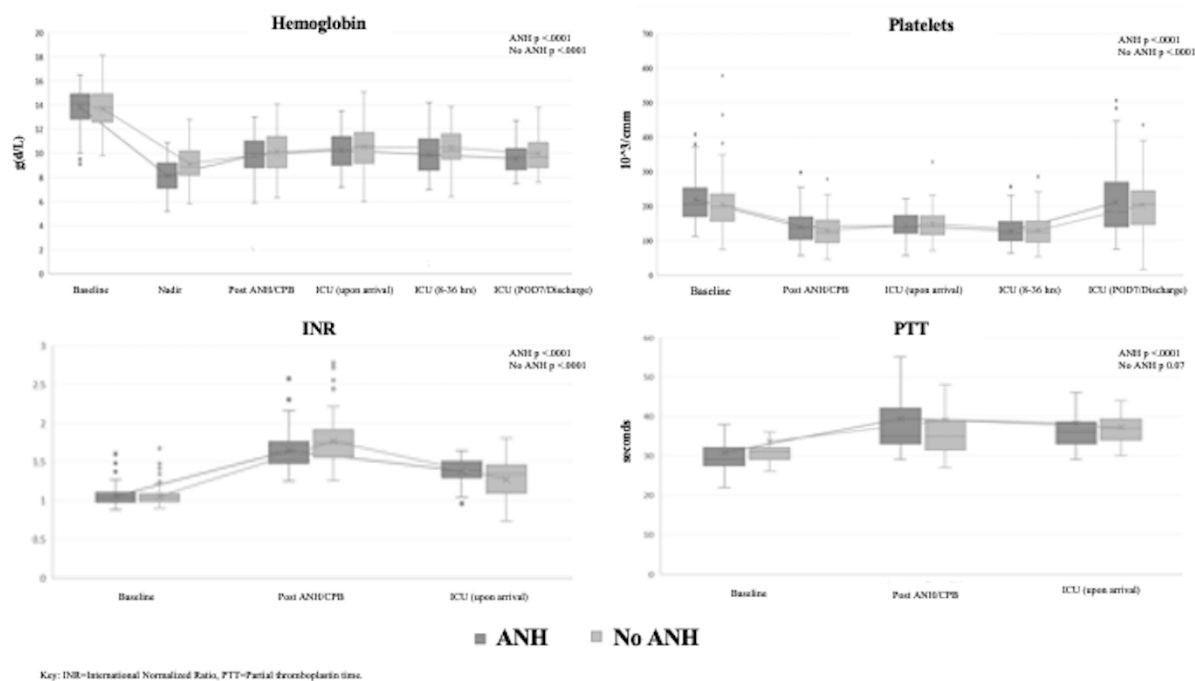 Hemoglobin
ANH p <.0001
No ANH p <.0001
20
18
16
14
12
10
8
6
4
2
0
g(d/L)
Baseline
Nadir
Post ANH/CPB
ICU (upon arrival)
ICU (8-36 hrs)
ICU (POD7/Discharge)
Platelets
ANH p <.0001
No ANH p <.0001
700
600
500
400
300
200
100
0
10^3/cmm
Baseline
Post ANH/CPB
ICU (upon arrival)
ICU (8-36 hrs)
ICU (POD7/Discharge)
INR
ANH p <.0001
No ANH p <.0001
3
2.5
2
1.5
1
0.5
0
Baseline
Post ANH/CPB
ICU (upon arrival)
PTT
ANH p <.0001
No ANH p 0.07
60
50
40
30
20
10
0
seconds
Baseline
Post ANH/CPB
ICU (upon arrival)
ANH
No ANH
Key: INR=International Normalized Ratio, PTT=Partial thromboplastin time.